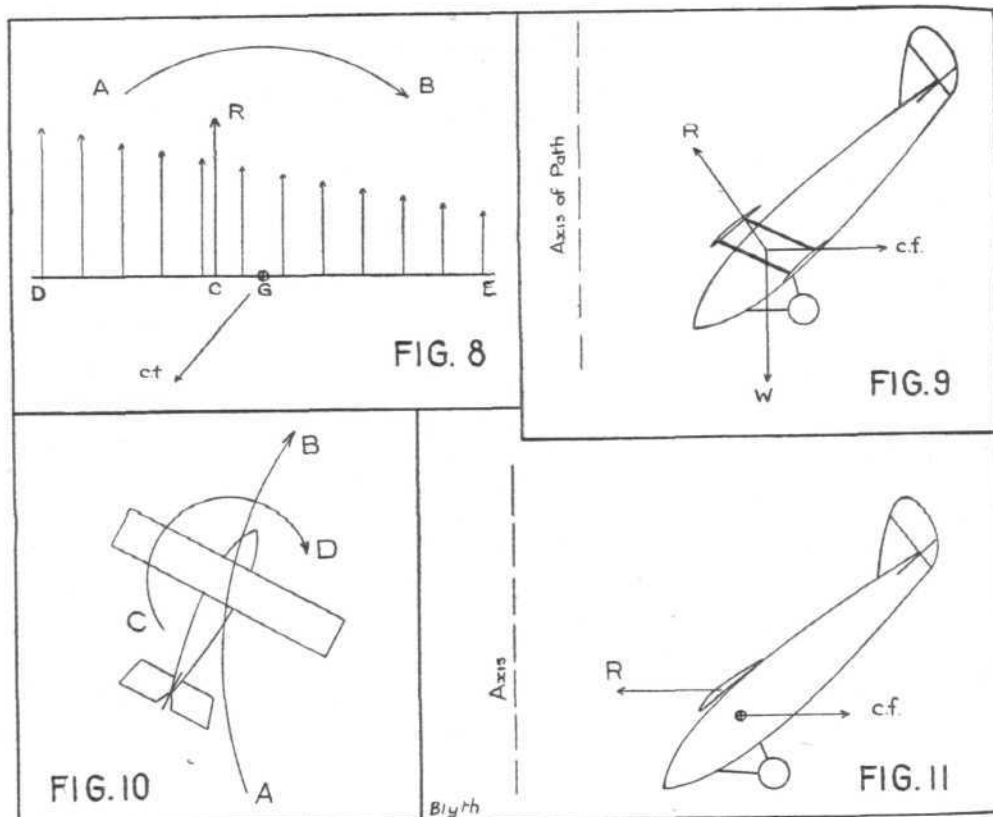 A
B
R
D
C
G
E
c.f.
FIG. 8
Axis of Path
R
c.f.
W
FIG. 9
B
D
C
A
FIG. 10
Axis
R
c.f.
FIG. 11
Blyth